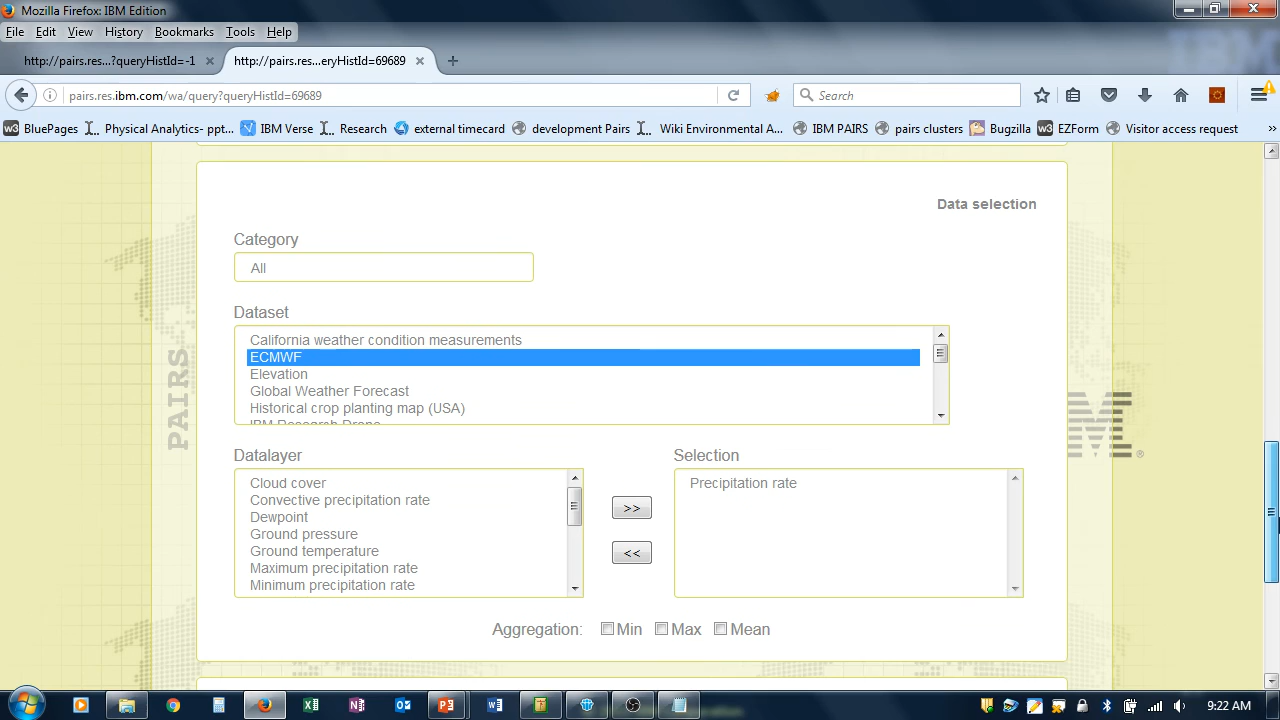 Mozilla Firefox: IBM Edition
File Edit View History Bookmarks Tools Help
http://pairs.res...?queryHistId=-1
http://pairs.res...eryHistId=69689
pairs.res.ibm.com/wa/query?queryHistId=69689
Search
w3 BluePages Physical Analytics- ppt... IBM Verse Research external timecard development Pairs Wiki Environmental A... IBM PAIRS pairs clusters Bugzilla w3 EZForm Visitor access request
Data selection
Category
All
Dataset
California weather condition measurements
ECMWF
Elevation
Global Weather Forecast
Historical crop planting map (USA)
IBM Research Drone
Datalayer
Selection
Cloud cover
Convective precipitation rate
Dewpoint
Ground pressure
Ground temperature
Maximum precipitation rate
Minimum precipitation rate
>>
<<
Precipitation rate
Aggregation: Min Max Mean
PAIRS
9:22 AM